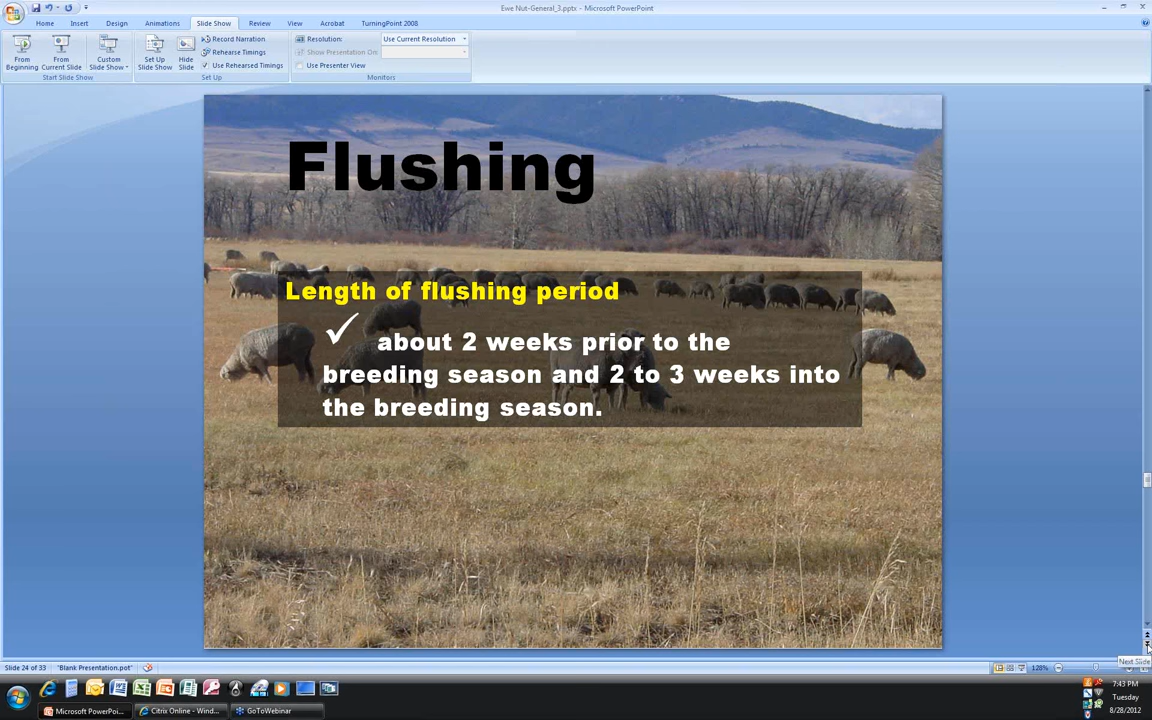 Ewe Nut-General_3.pptx - Microsoft PowerPoint
Home Insert Design Animations Slide Show Review View Acrobat TurningPoint 2008
From Beginning
From Current Slide
Custom Slide Show
Start Slide Show
Set Up Slide Show
Hide Slide
Record Narration
Rehearse Timings
Use Rehearsed Timings
Set Up
Resolution: Use Current Resolution
Show Presentation On:
Use Presenter View
Monitors
Flushing
Length of flushing period
✓ about 2 weeks prior to the
breeding season and 2 to 3 weeks into
the breeding season.
Next Slide
Slide 24 of 33 "Blank Presentation.pot" 128%
Microsoft PowerPoi... Citrix Online - Wind... GoToWebinar
7:43 PM
Tuesday
8/28/2012